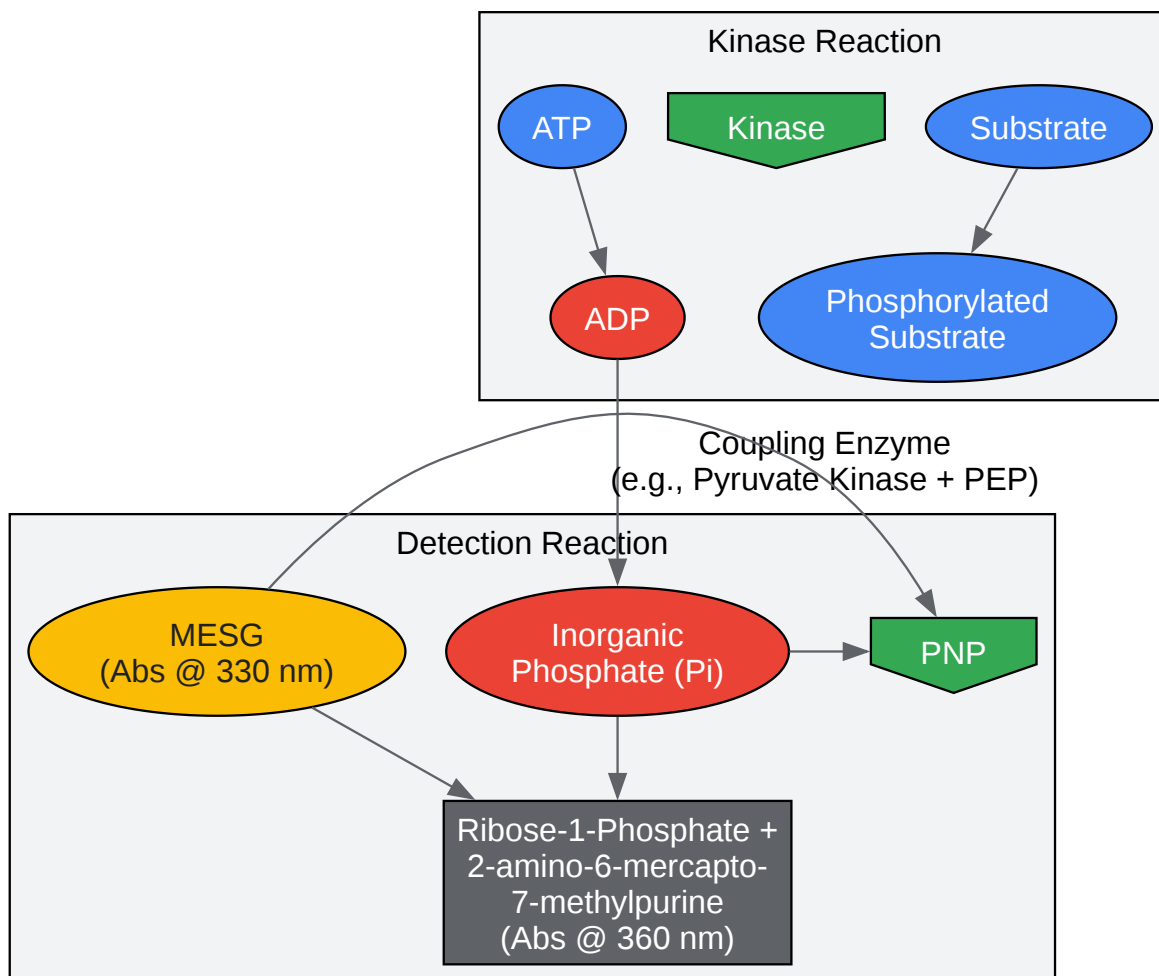 Kinase Reaction
ATP
Kinase
Substrate
ADP
Phosphorylated
Substrate
Coupling Enzyme
(e.g., Pyruvate Kinase + PEP)
Detection Reaction
MESG
(Abs @ 330 nm)
Inorganic
Phosphate (Pi)
PNP
Ribose-1-Phosphate +
2-amino-6-mercapto-
7-methylpurine
(Abs @ 360 nm)